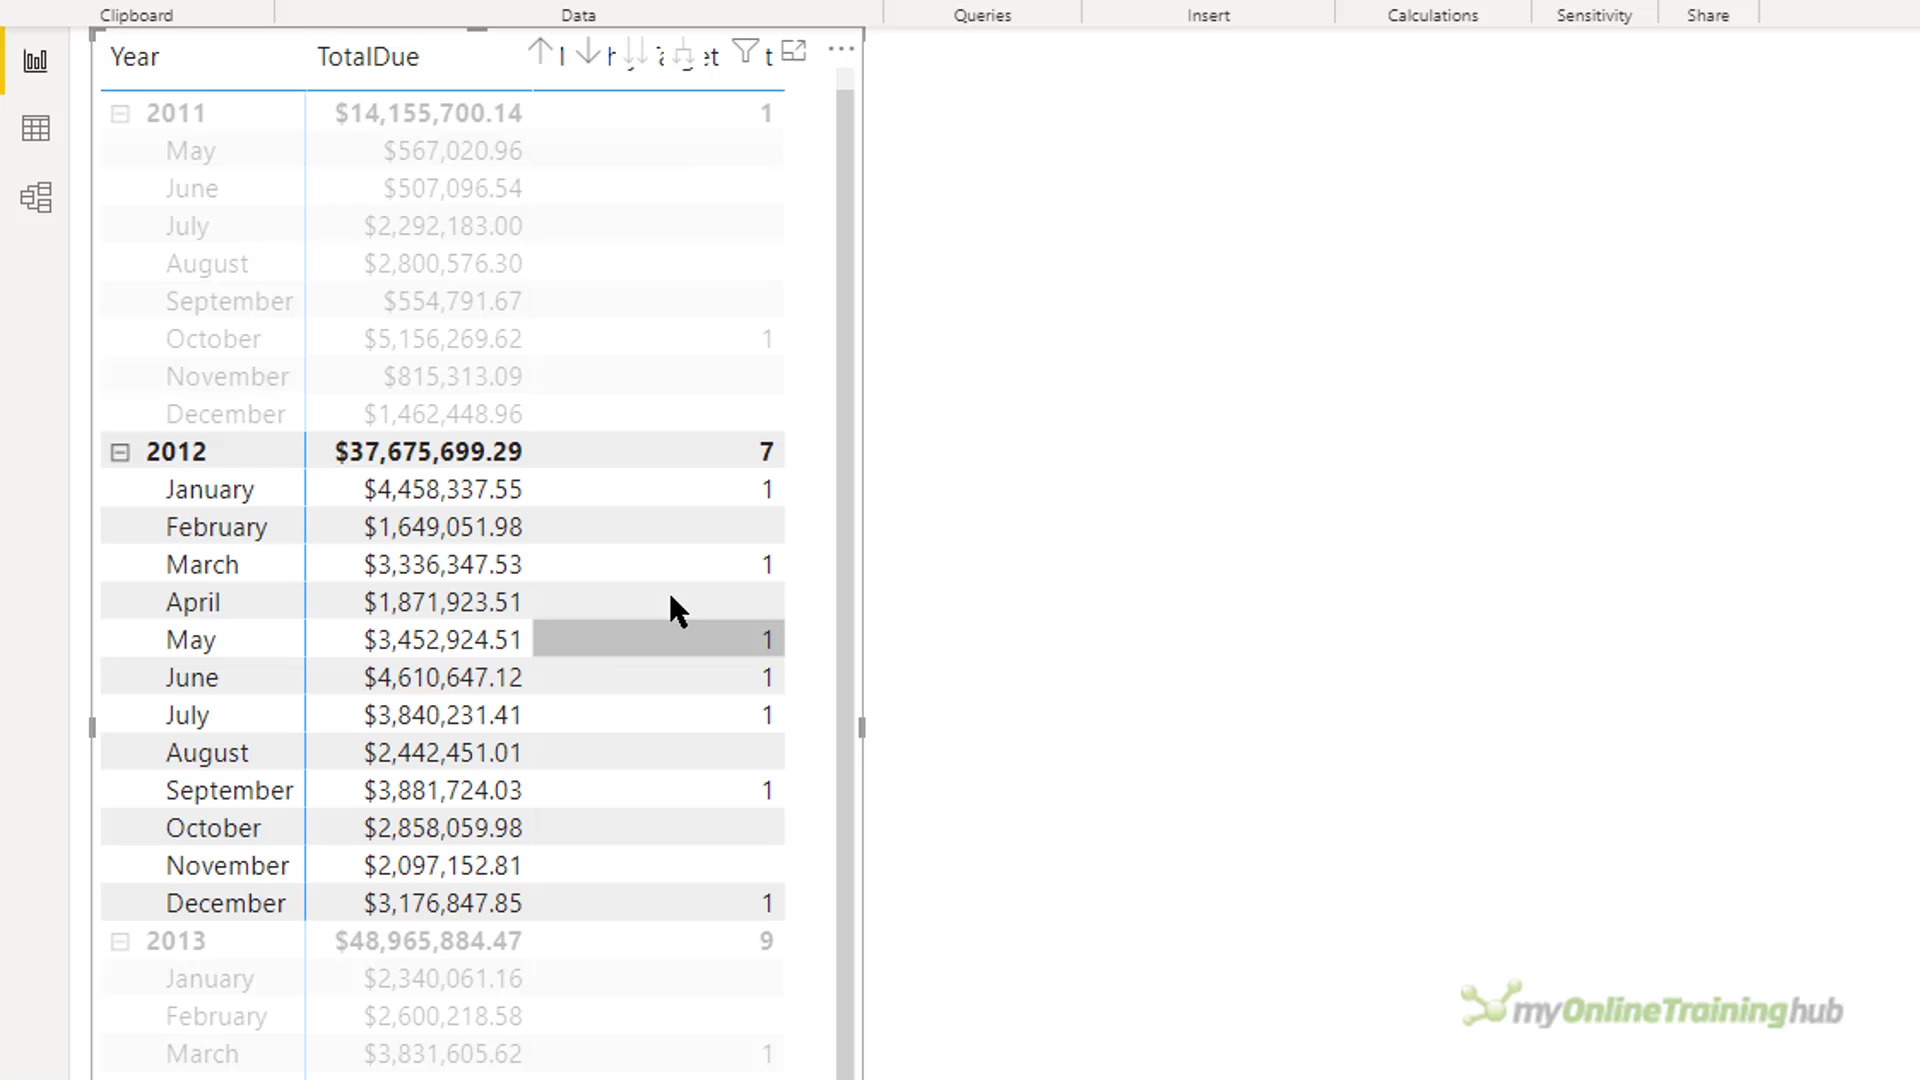 Clipboard Data Queries Insert Calculations Sensitivity Share
Year TotalDue
2011 $14,155,700.14 1
May $567,020.96
June $507,096.54
July $2,292,183.00
August $2,800,576.30
September $554,791.67
October $5,156,269.62 1
November $815,313.09
December $1,462,448.96
2012 $37,675,699.29 7
January $4,458,337.55 1
February $1,649,051.98
March $3,336,347.53 1
April $1,871,923.51
May $3,452,924.51 1
June $4,610,647.12 1
July $3,840,231.41 1
August $2,442,451.01
September $3,881,724.03 1
October $2,858,059.98
November $2,097,152.81
December $3,176,847.85 1
2013 $48,965,884.47 9
January $2,340,061.16
February $2,600,218.58
March $3,831,605.62 1
myOnlineTraininghub